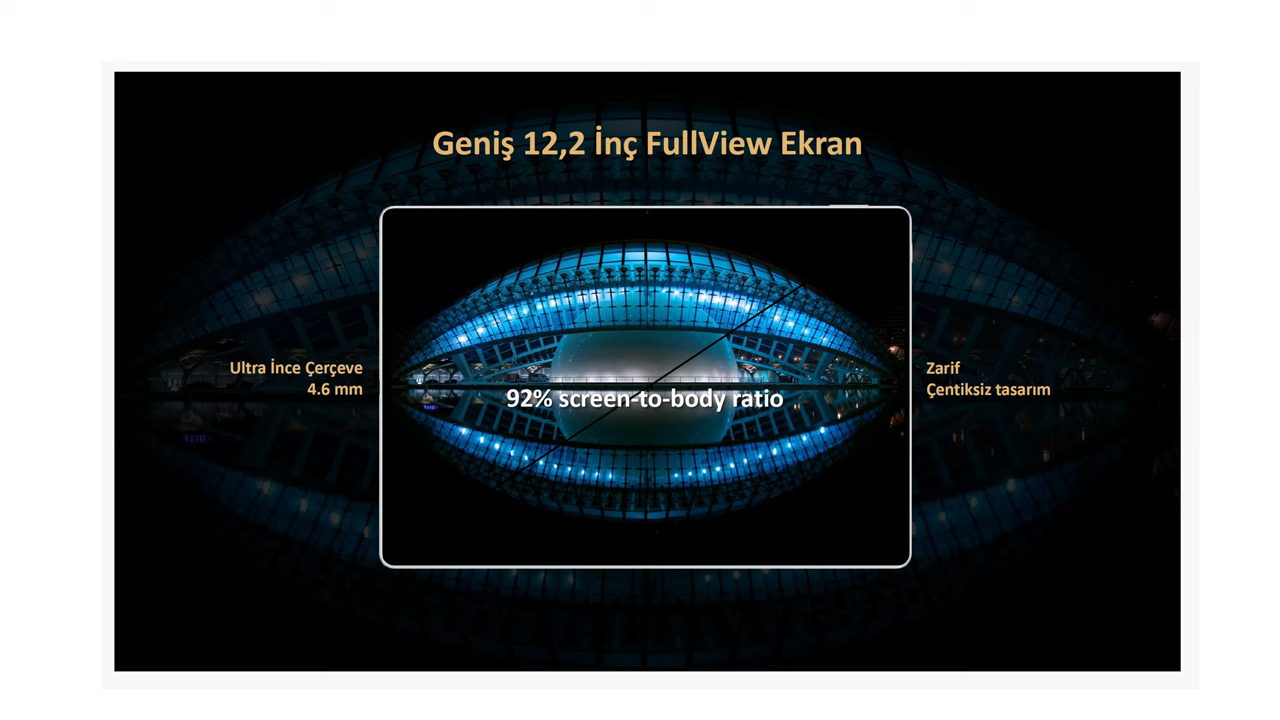 Geniş 12,2 İnç FullView Ekran
Ultra İnce Çerçeve
4.6 mm
92% screen-to-body ratio
Zarif
Çentiksiz tasarım